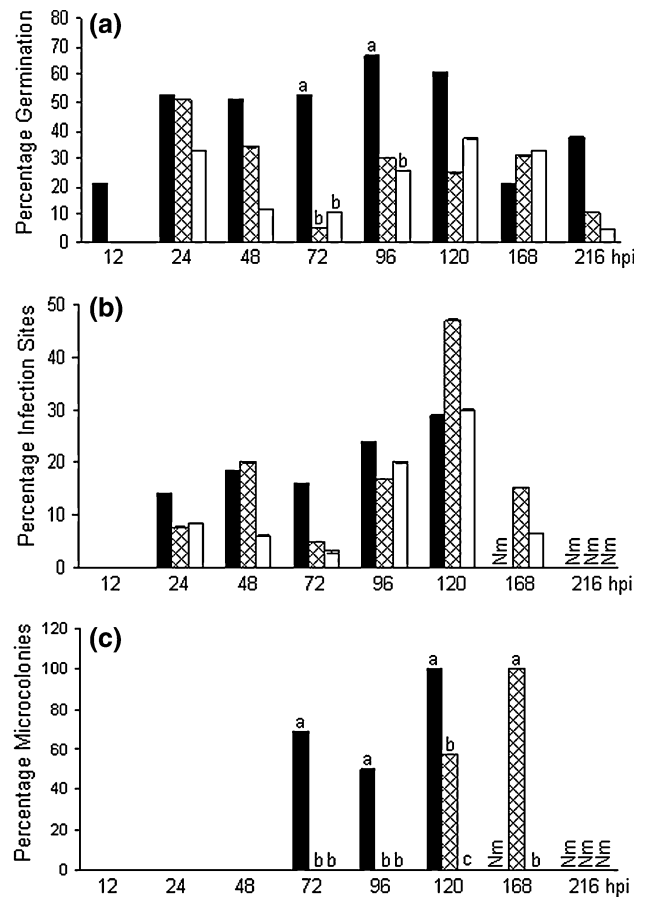 (a)
Percentage Germination
80
70
60
50
40
30
20
10
0
a
a
b
b
b
12 24 48 72 96 120 168 216 hpi
(b)
Percentage Infection Sites
50
40
30
20
10
0
Nm Nm Nm Nm
12 24 48 72 96 120 168 216 hpi
(c)
Percentage Microcolonies
120
100
80
60
40
20
0
a a
a
b
a
b b b b c Nm b Nm Nm Nm
12 24 48 72 96 120 168 216 hpi